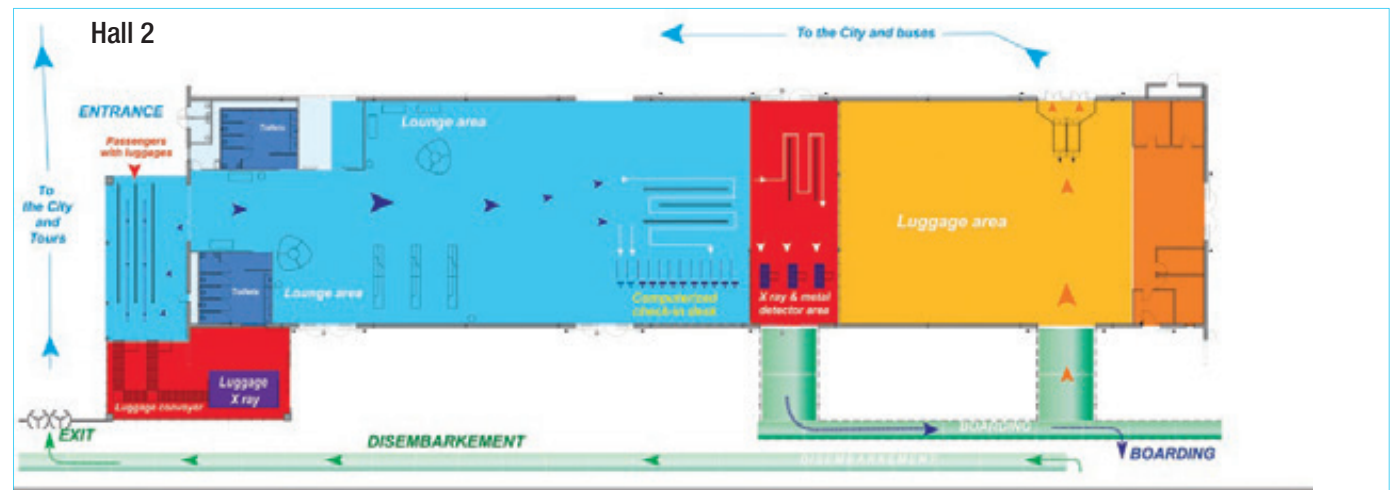 Hall 2
To the City and buses
ENTRANCE
Passengers
with luggages
Toilets
Lounge area
To
the City
and
Tours
Luggage area
Toilets
Lounge area
Computerized
check-in desk
X ray & metal
detector area
Luggage
X ray
Luggage conveyer
EXIT
DISEMBARKEMENT
BOARDING
BOARDING
DISEMBARKEMENT